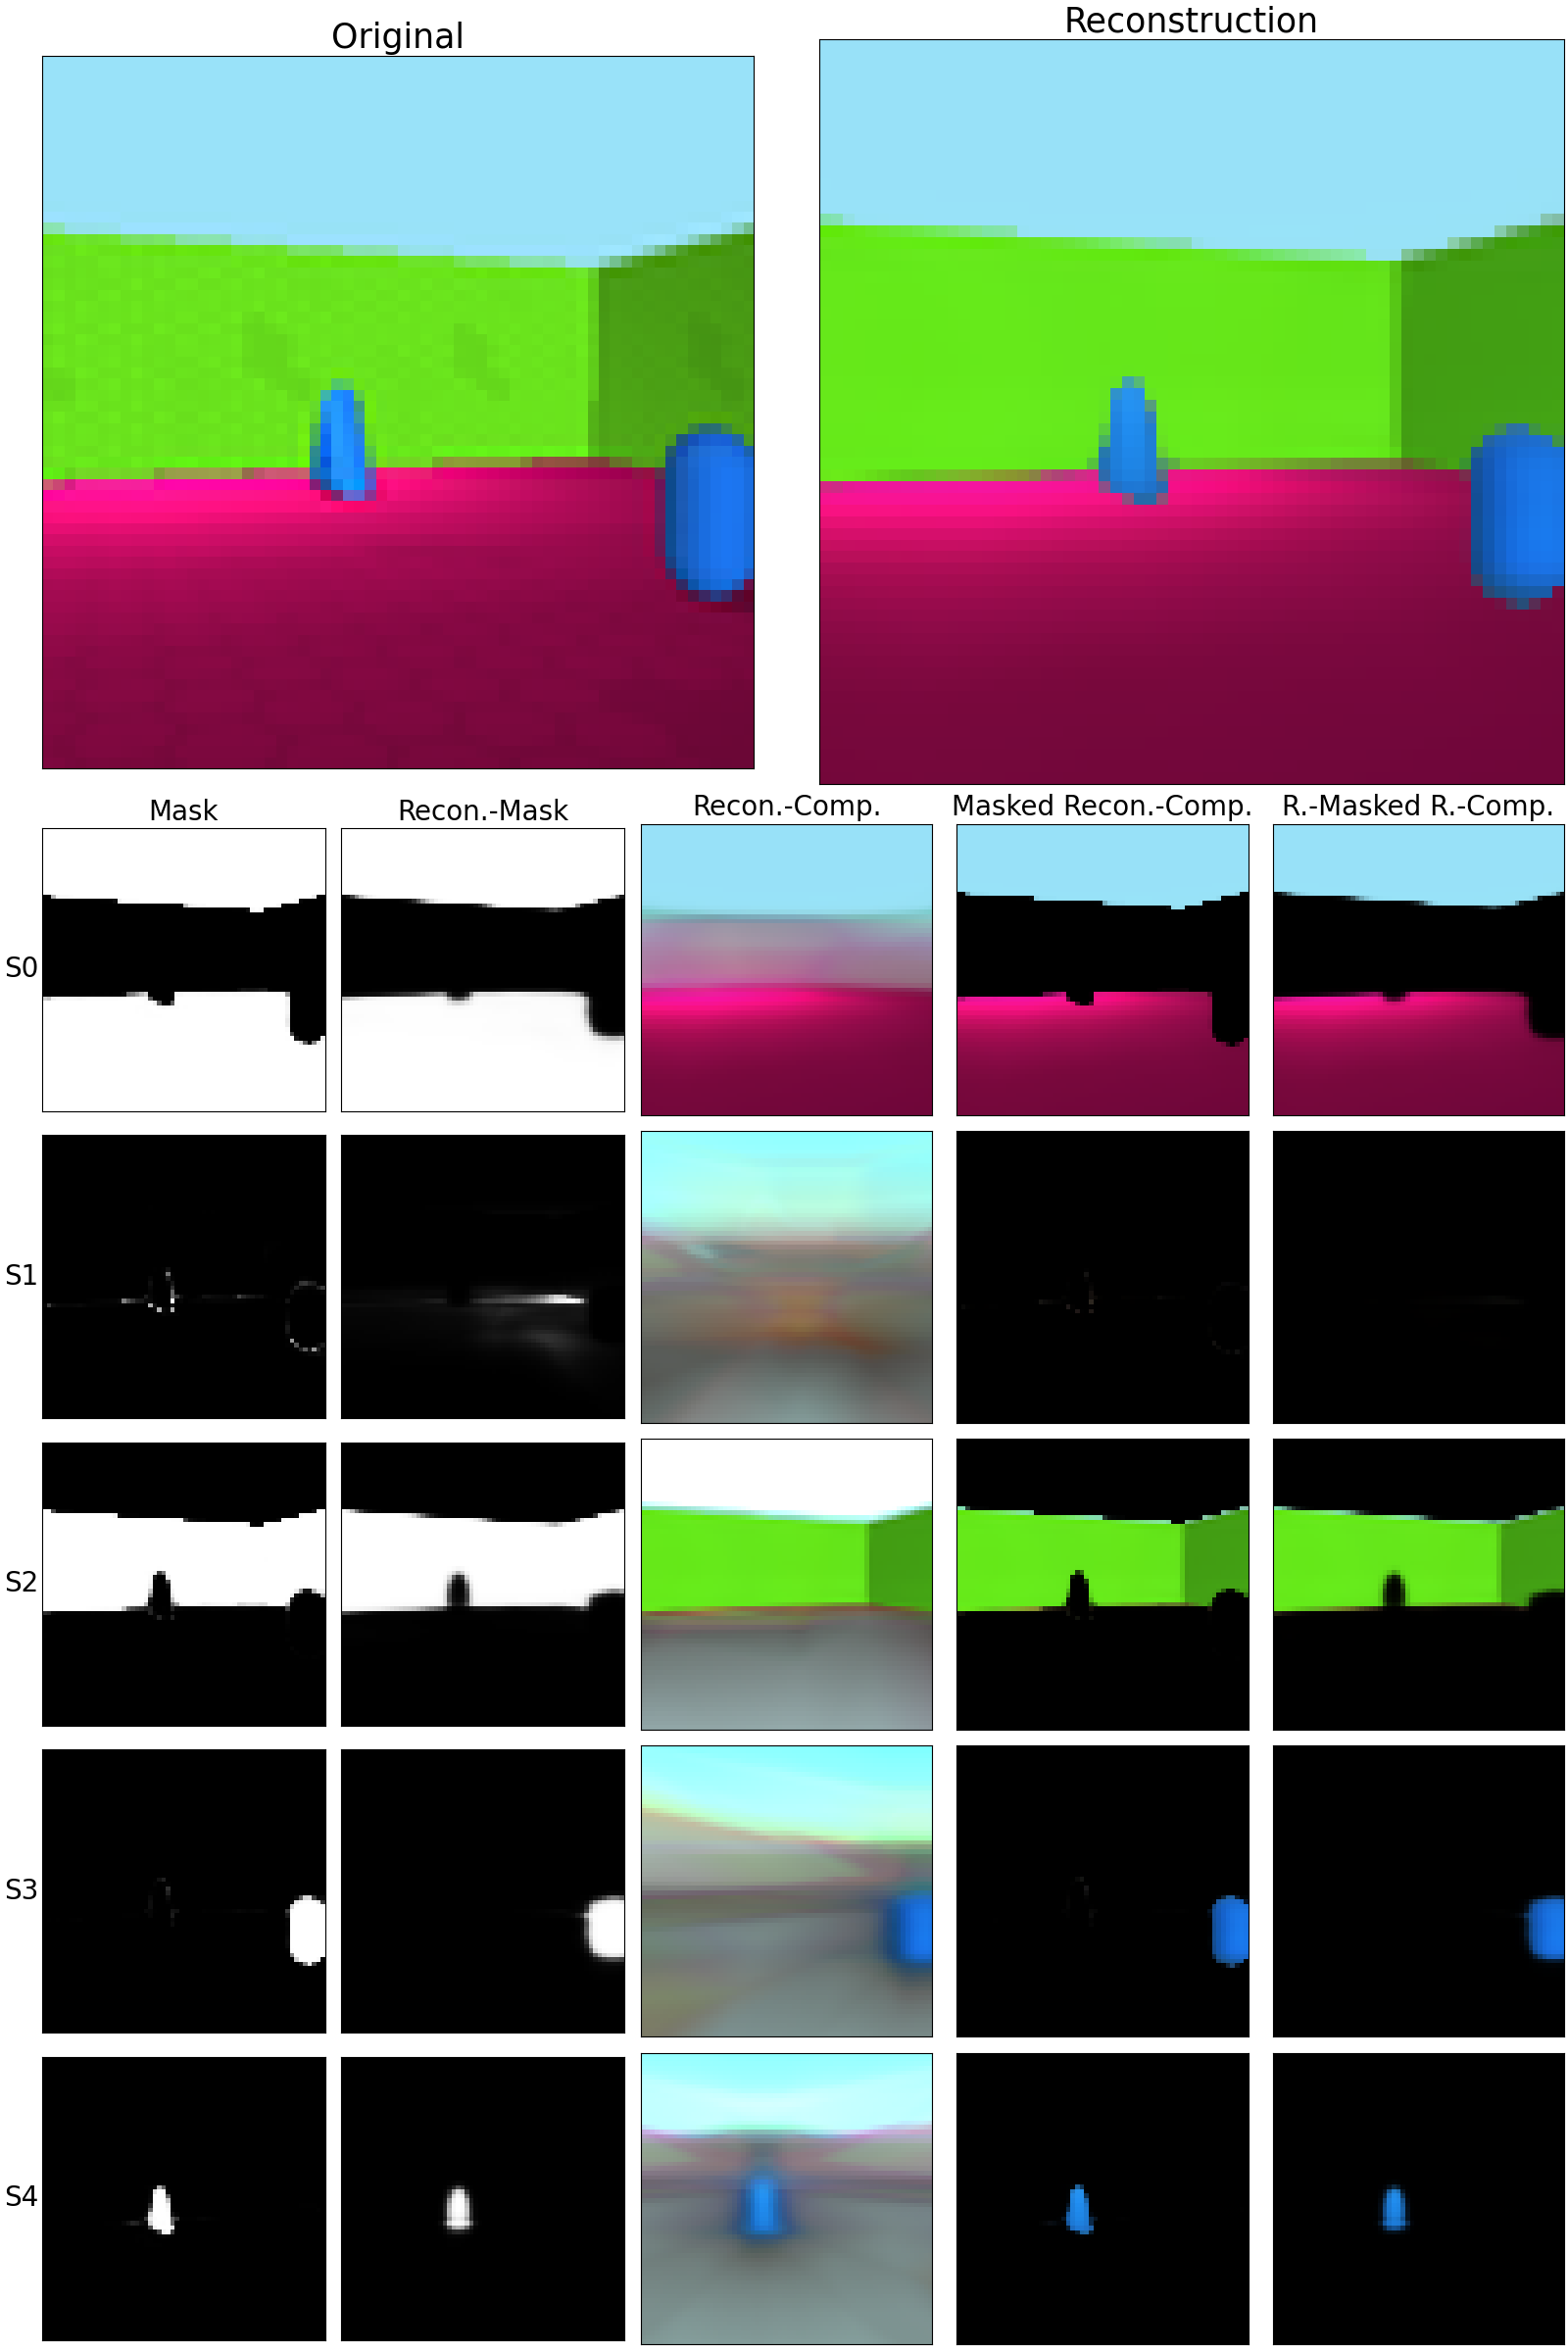 Original
Reconstruction
Mask
Recon.-Mask
Recon.-Comp.
Masked Recon.-Comp.
R.-Masked R.-Comp.
S0
S1
S2
S3
S4